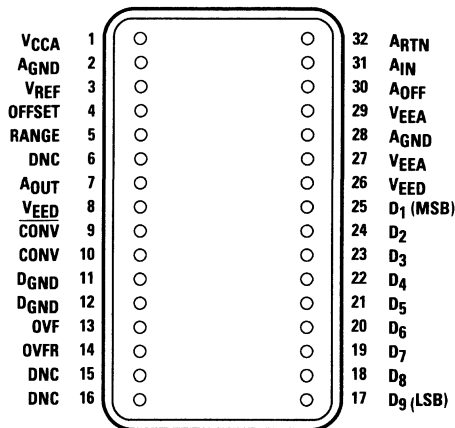 VCCA 1 32 ARTN
AGND 2 31 AIN
VREF 3 30 AOFF
OFFSET 4 29 VEEA
RANGE 5 28 AGND
DNC 6 27 VEEA
AOUT 7 26 VEED
VEED 8 25 D1 (MSB)
CONV 9 24 D2
CONV 10 23 D3
DGND 11 22 D4
DGND 12 21 D5
OVF 13 20 D6
OVFR 14 19 D7
DNC 15 18 D8
DNC 16 17 D9 (LSB)